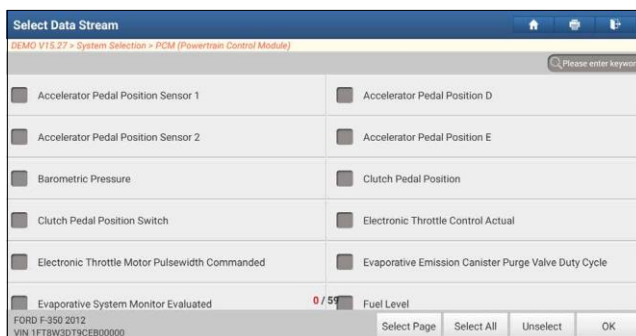 Select Data Stream
DEMO V15.27 > System Selection > PCM (Powertrain Control Module)
Please enter keywor
Accelerator Pedal Position Sensor 1
Accelerator Pedal Position D
Accelerator Pedal Position Sensor 2
Accelerator Pedal Position E
Barometric Pressure
Clutch Pedal Position
Clutch Pedal Position Switch
Electronic Throttle Control Actual
Electronic Throttle Motor Pulsewidth Commanded
Evaporative Emission Canister Purge Valve Duty Cycle
Evaporative System Monitor Evaluated
0 / 59
Fuel Level
FORD F-350 2012
VIN 1FT8W3DT9CEB00000
Select Page
Select All
Unselect
OK